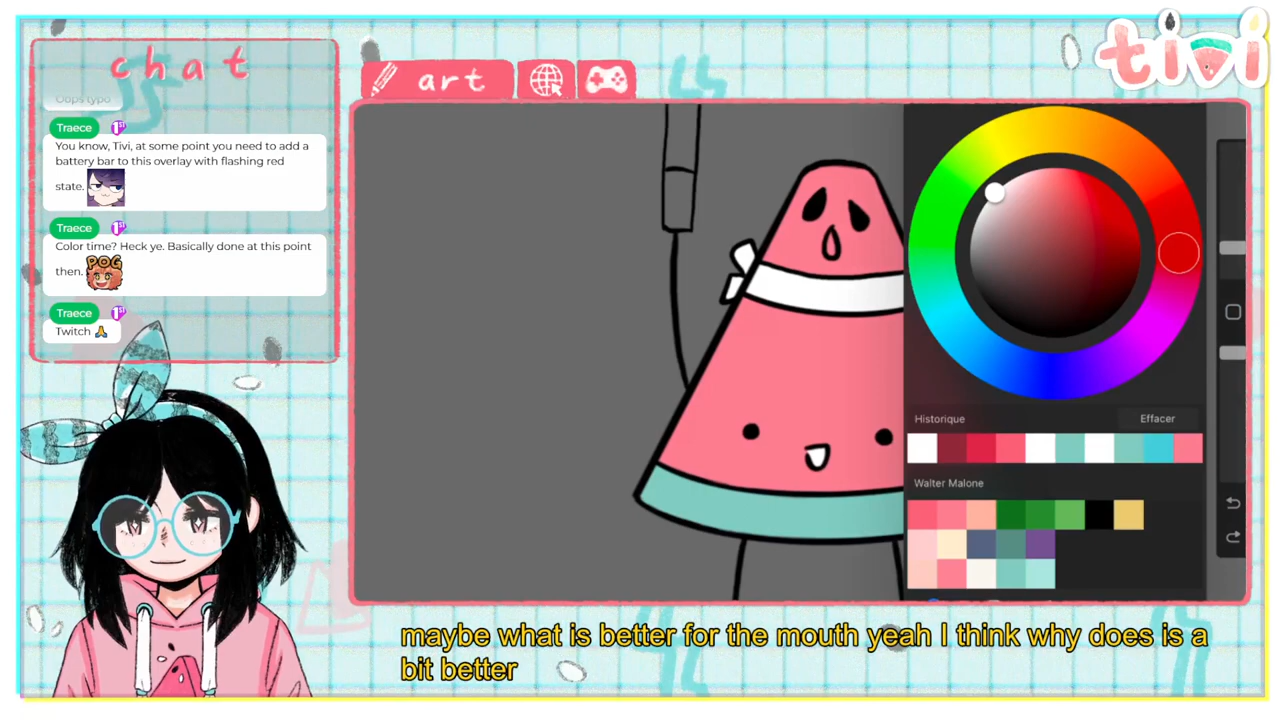 chat
art
tivi
Oops typo
Traece 1ST
You know, Tivi, at some point you need to add a
battery bar to this overlay with flashing red
state.
Traece 1ST
Color time? Heck ye. Basically done at this point
then. POG
Traece 1ST
Twitch 🙏
Historique Effacer
Walter Malone
maybe what is better for the mouth yeah I think why does is a
bit better